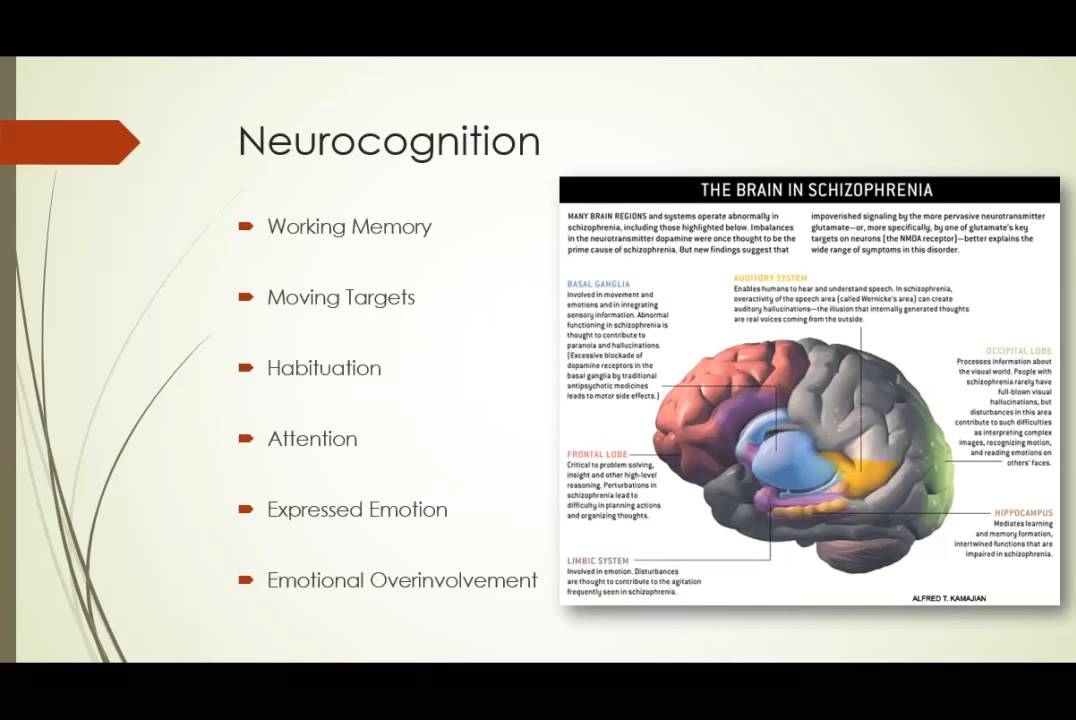 Neurocognition
Working Memory
Moving Targets
Habituation
Attention
Expressed Emotion
Emotional Overinvolvement
THE BRAIN IN SCHIZOPHRENIA
MANY BRAIN REGIONS and systems operate abnormally in
schizophrenia, including those highlighted below. Imbalances
in the neurotransmitter dopamine were once thought to be the
prime cause of schizophrenia. But new findings suggest that
impoverished signaling by the more pervasive neurotransmitter
glutamate—or, more specifically, by one of glutamate's key
targets on neurons (the NMDA receptor)—better explains the
wide range of symptoms in this disorder.
BASAL GANGLIA
Involved in movement and
emotions and in integrating
sensory information. Abnormal
functioning in schizophrenia is
thought to contribute to
paranoia and hallucinations.
(Excessive blockade of
dopamine receptors in the
basal ganglia by traditional
antipsychotic medicines
leads to motor side effects.)
AUDITORY SYSTEM
Enables humans to hear and understand speech. In schizophrenia,
overactivity of the speech area (called Wernicke's area) can create
auditory hallucinations—the illusion that internally generated thoughts
are real voices coming from the outside.
OCCIPITAL LOBE
Processes information about
the visual world. People with
schizophrenia rarely have
full-blown visual
hallucinations, but
disturbances in this area
contribute to such difficulties
as interpreting complex
images, recognizing motion,
and reading emotions on
others' faces.
FRONTAL LOBE
Critical to problem solving,
insight and other high-level
reasoning. Perturbations in
schizophrenia lead to
difficulty in planning actions
and organizing thoughts.
HIPPOCAMPUS
Mediates learning
and memory formation,
intertwined functions that are
impaired in schizophrenia.
LIMBIC SYSTEM
Involved in emotion. Disturbances
are thought to contribute to the agitation
frequently seen in schizophrenia.
ALFRED T. KAMAJIAN